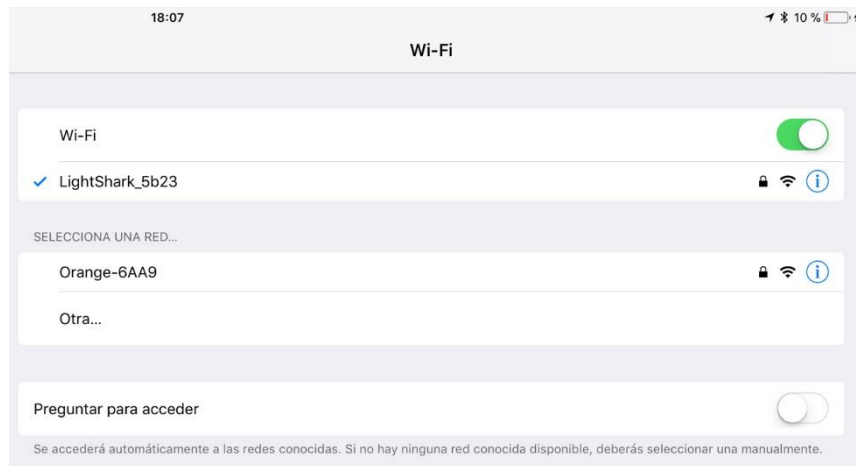 18:07
10 %
Wi-Fi
Wi-Fi
LightShark_5b23
SELECCIONA UNA RED...
Orange-6AA9
Otra...
Preguntar para acceder
Se accederá automáticamente a las redes conocidas. Si no hay ninguna red conocida disponible, deberás seleccionar una manualmente.